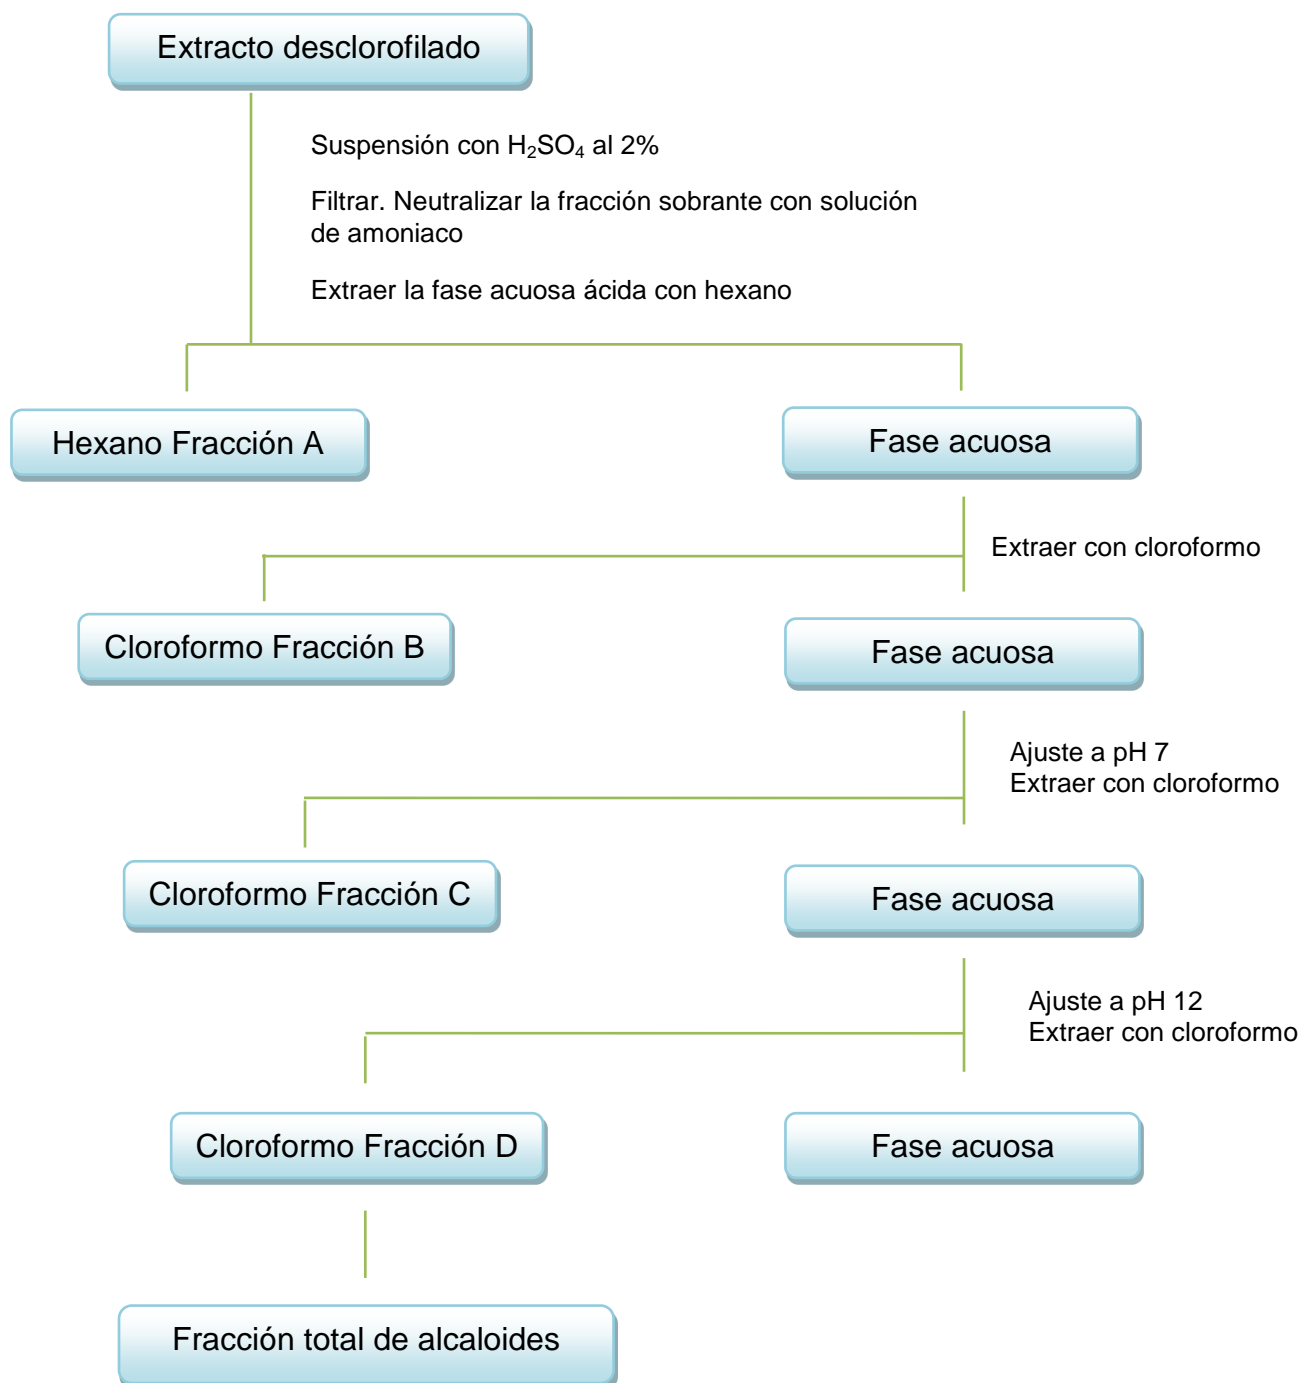 Extracto desclorofilado
Suspensión con H₂SO₄ al 2%
Filtrar. Neutralizar la fracción sobrante con solución
de amoniaco
Extraer la fase acuosa ácida con hexano
Hexano Fracción A
Fase acuosa
Extraer con cloroformo
Cloroformo Fracción B
Fase acuosa
Ajuste a pH 7
Extraer con cloroformo
Cloroformo Fracción C
Fase acuosa
Ajuste a pH 12
Extraer con cloroformo
Cloroformo Fracción D
Fase acuosa
Fracción total de alcaloides